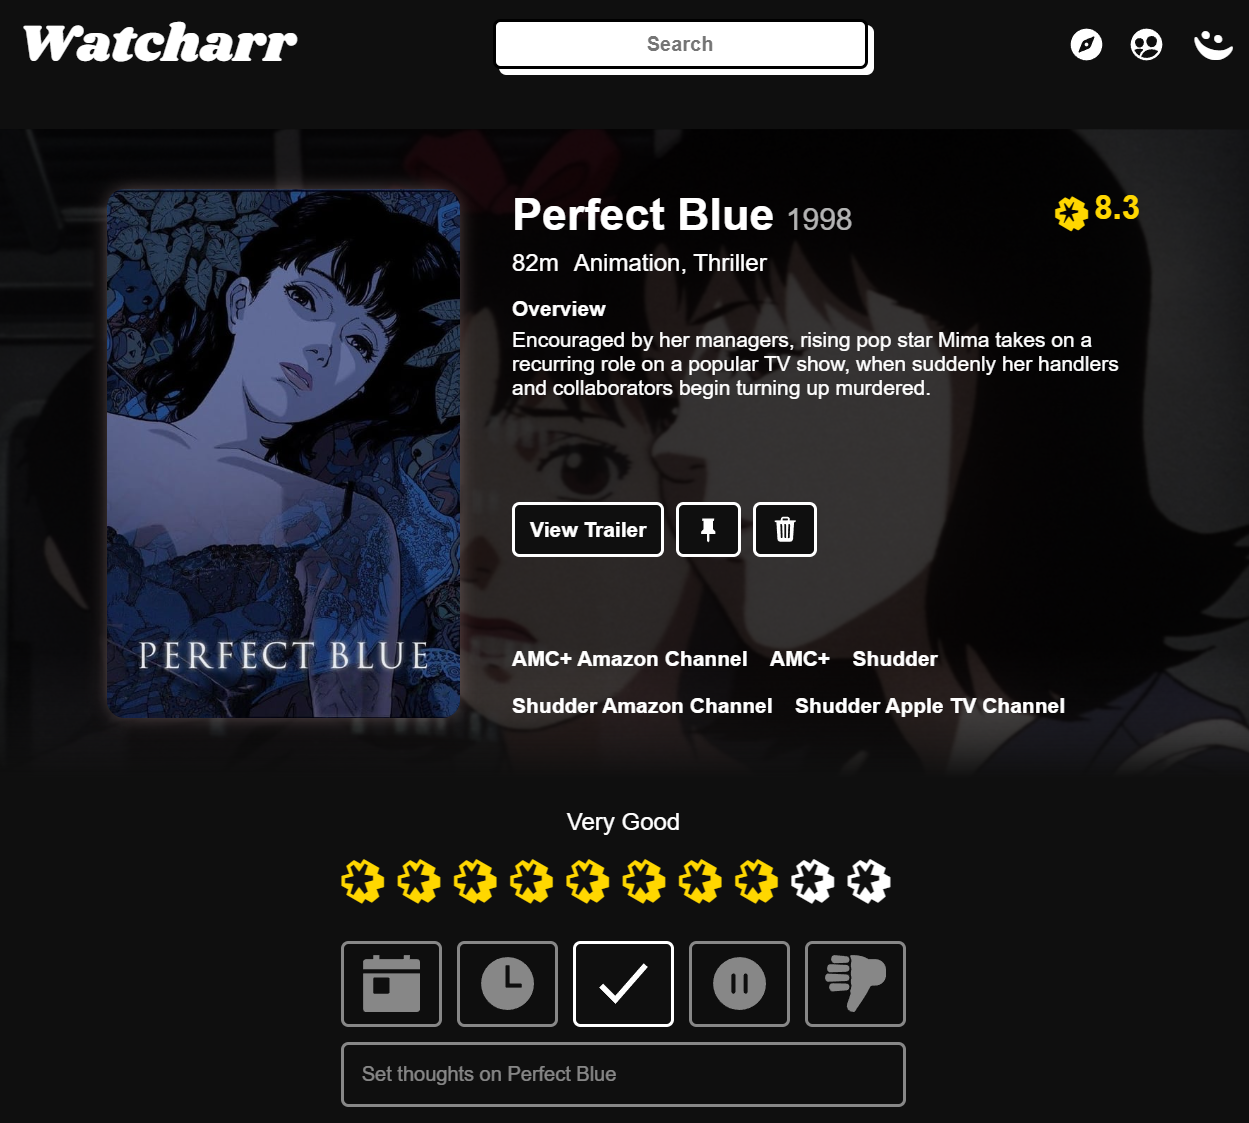 Watcharr
Search
Perfect Blue 1998
8.3
82m Animation, Thriller
Overview
Encouraged by her managers, rising pop star Mima takes on a
recurring role on a popular TV show, when suddenly her handlers
and collaborators begin turning up murdered.
PERFECT BLUE
View Trailer
AMC+ Amazon Channel AMC+ Shudder
Shudder Amazon Channel Shudder Apple TV Channel
Very Good
Set thoughts on Perfect Blue